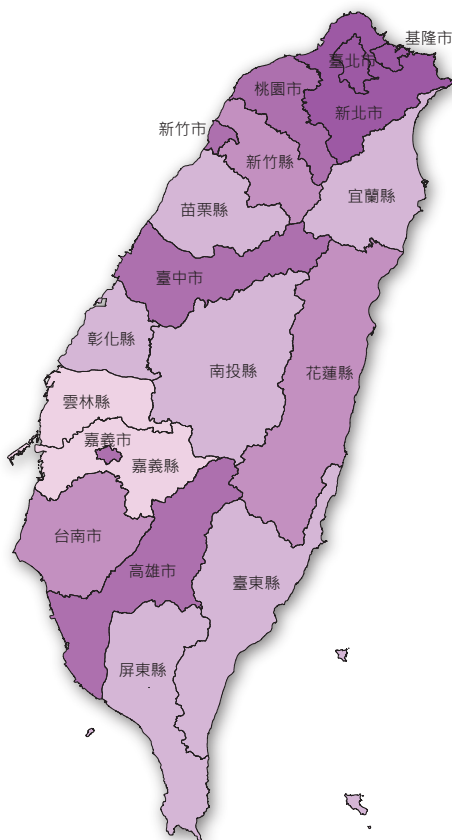 基隆市
臺北市
桃園市
新北市
新竹市
新竹縣
宜蘭縣
苗栗縣
臺中市
彰化縣
南投縣
花蓮縣
雲林縣
嘉義市
嘉義縣
台南市
高雄市
臺東縣
屏東縣